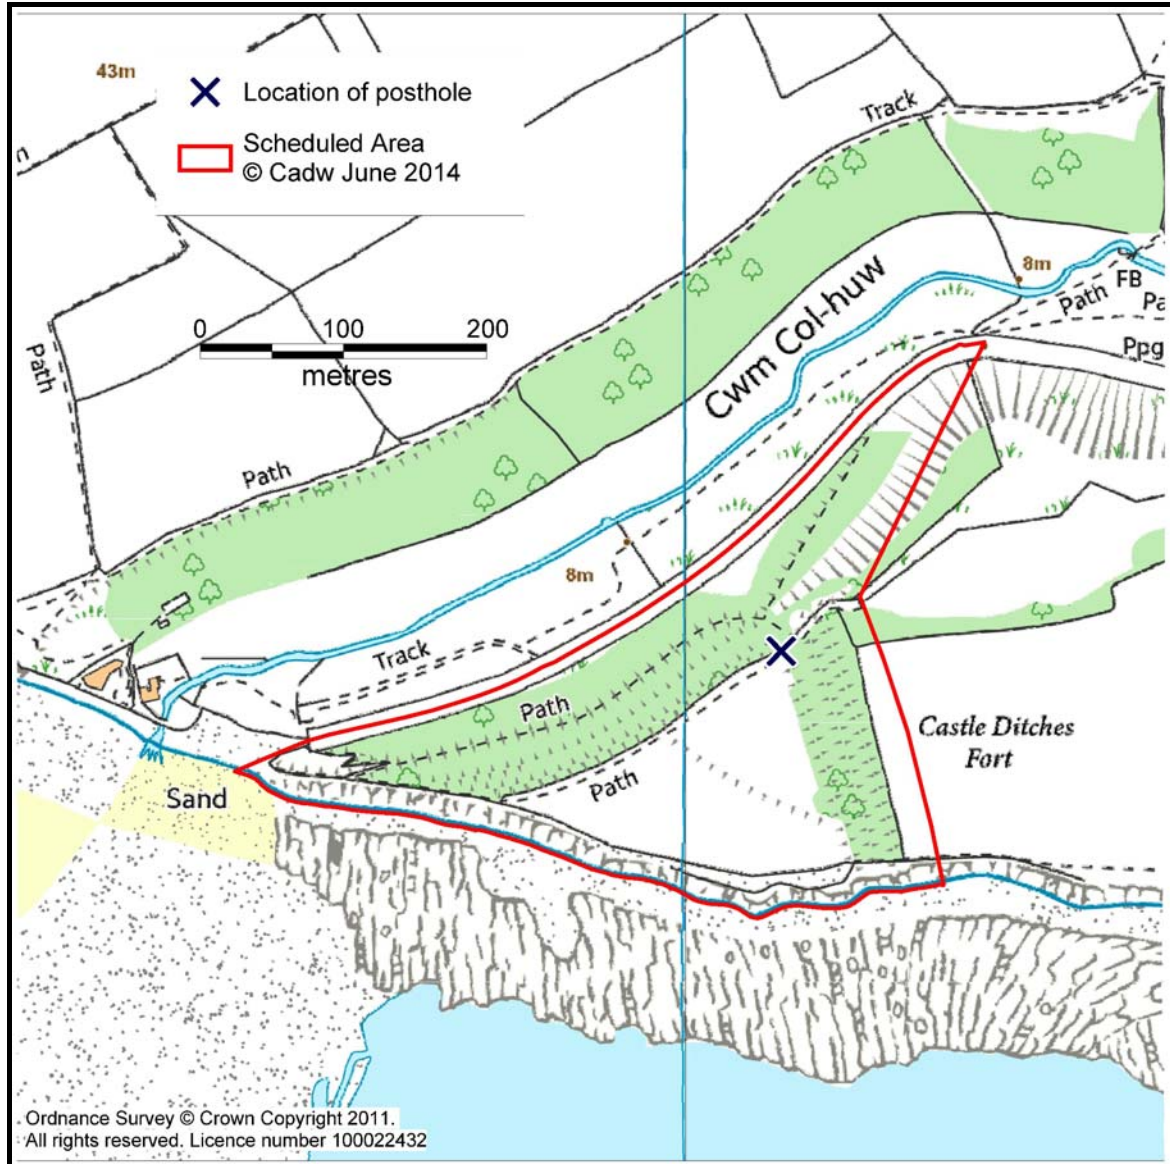 43m
Location of posthole
Scheduled Area
© Cadw June 2014
Track
8m
FB
Path
Pa
Ppg
Cwm Col-huw
Path
0 100 200
metres
Path
8m
Track
Path
Path
Castle Ditches
Fort
Sand
Ordnance Survey © Crown Copyright 2011.
All rights reserved. Licence number 100022432